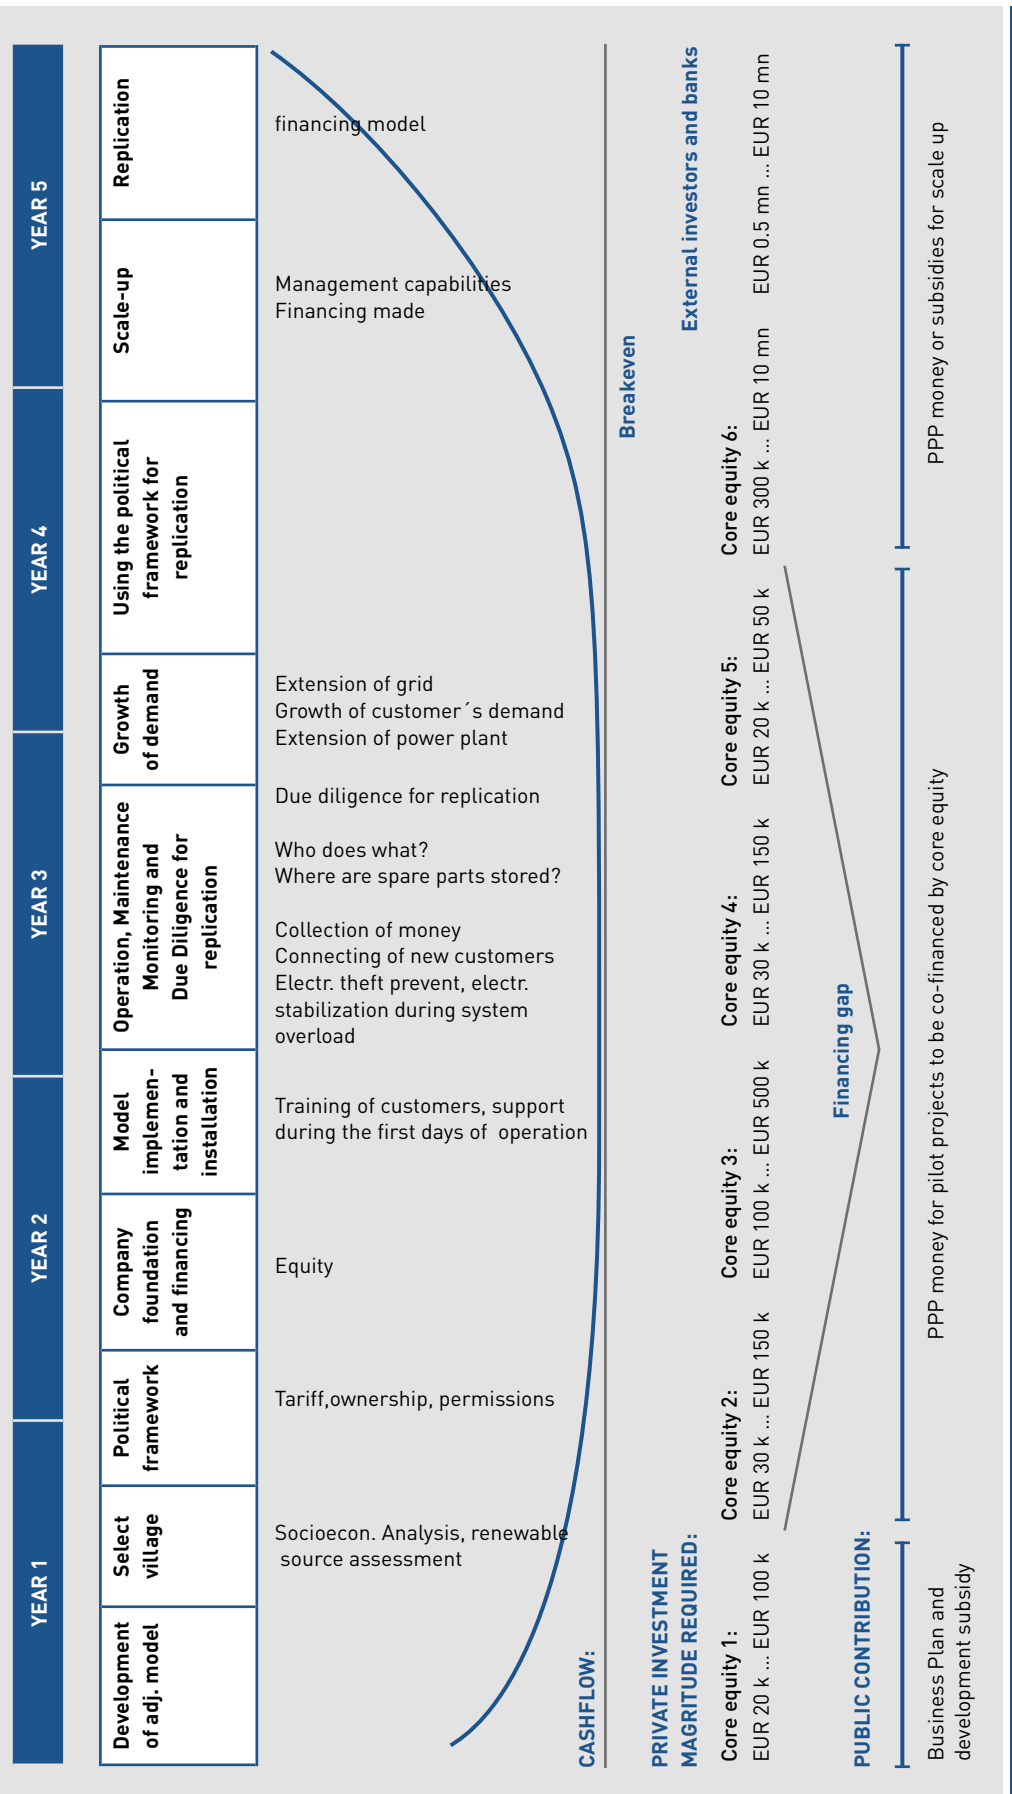 YEAR 1
YEAR 2
YEAR 3
YEAR 4
YEAR 5
Development
of adj. model
Select
village
Political
framework
Company
foundation
and financing
Model
implemen-
tation and
installation
Operation, Maintenance
Monitoring and
Due Diligence for
replication
Growth
of demand
Using the political
framework for
replication
Scale-up
Replication
Socioecon. Analysis, renewable
source assessment
Tariff,ownership, permissions
Equity
Training of customers, support
during the first days of operation
Collection of money
Connecting of new customers
Electr. theft prevent, electr.
stabilization during system
overload
Who does what?
Where are spare parts stored?
Due diligence for replication
Extension of grid
Growth of customer´s demand
Extension of power plant
Management capabilities
Financing made
financing model
CASHFLOW:
Breakeven
PRIVATE INVESTMENT
MAGRITUDE REQUIRED:
External investors and banks
Core equity 1:
EUR 20 k ... EUR 100 k
Core equity 2:
EUR 30 k ... EUR 150 k
Core equity 3:
EUR 100 k ... EUR 500 k
Core equity 4:
EUR 30 k ... EUR 150 k
Core equity 5:
EUR 20 k ... EUR 50 k
Core equity 6:
EUR 300 k ... EUR 10 mn
EUR 0.5 mn ... EUR 10 mn
Financing gap
PUBLIC CONTRIBUTION:
Business Plan and
development subsidy
PPP money for pilot projects to be co-financed by core equity
PPP money or subsidies for scale up